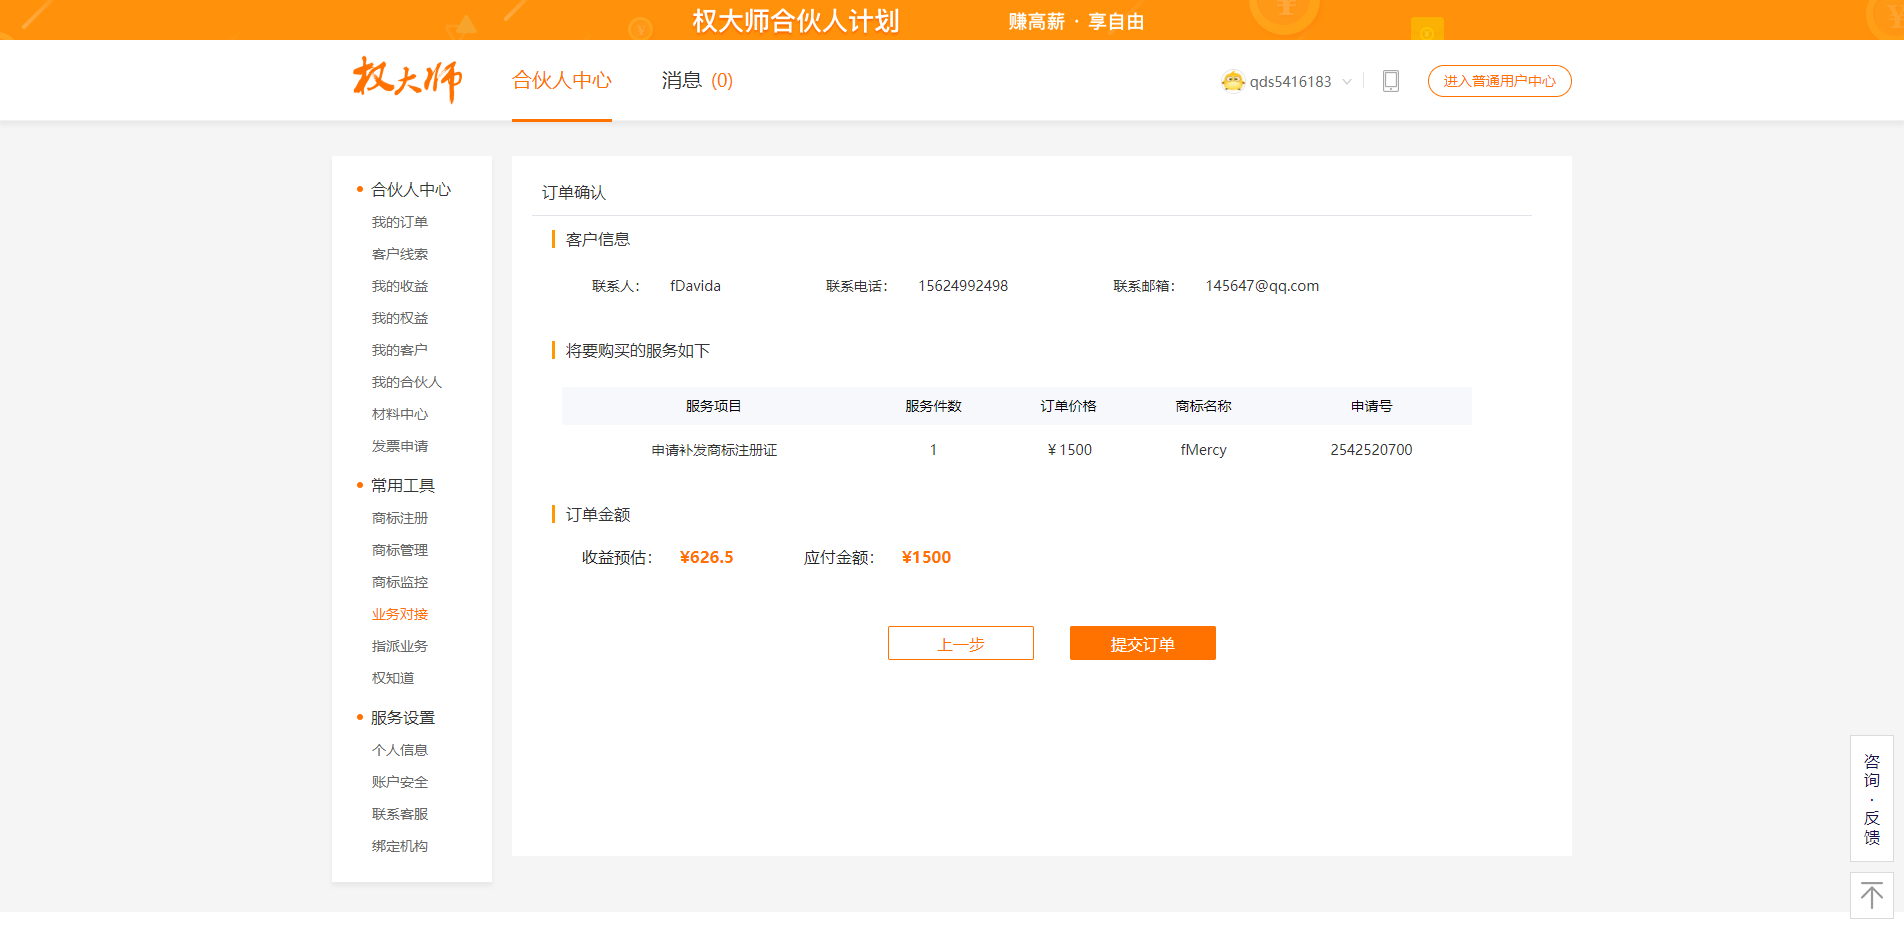 权大师合伙人计划 赚高薪 · 享自由
权大师 合伙人中心 消息 (0) qds5416183 进入普通用户中心
合伙人中心
我的订单
客户线索
我的收益
我的权益
我的客户
我的合伙人
材料中心
发票申请
常用工具
商标注册
商标管理
商标监控
业务对接
指派业务
权知道
服务设置
个人信息
账户安全
联系客服
绑定机构
订单确认
客户信息
联系人： fDavida 联系电话： 15624992498 联系邮箱： 145647@qq.com
将要购买的服务如下
服务项目 服务件数 订单价格 商标名称 申请号
申请补发商标注册证 1 ¥1500 fMercy 2542520700
订单金额
收益预估： ¥626.5 应付金额： ¥1500
上一步 提交订单
咨
询
·
反
馈